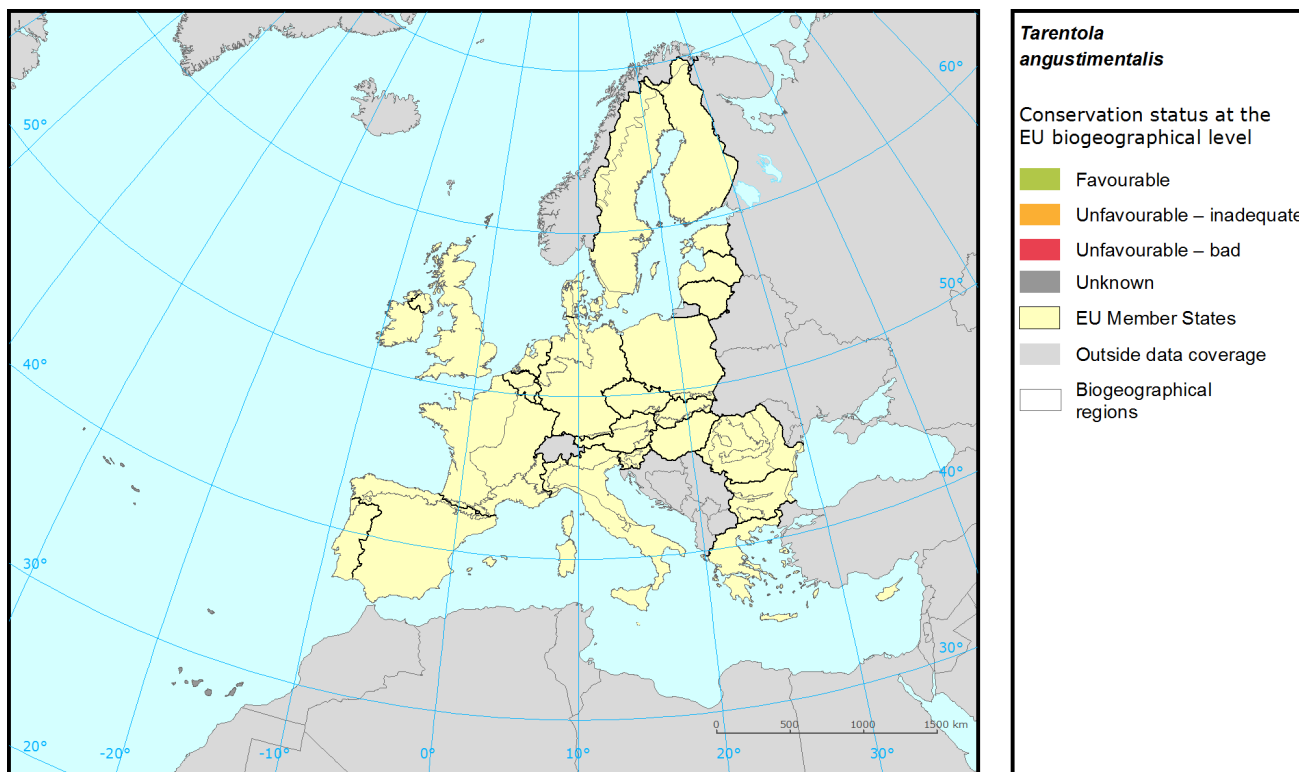 Tarentola
angustimentalis
Conservation status at the
EU biogeographical level
Favourable
Unfavourable – inadequate
Unfavourable – bad
Unknown
EU Member States
Outside data coverage
Biogeographical
regions
60°
50°
50°
40°
40°
30°
30°
0 500 1000 1500 km
20° -20° -10° 0° 10° 20° 30°